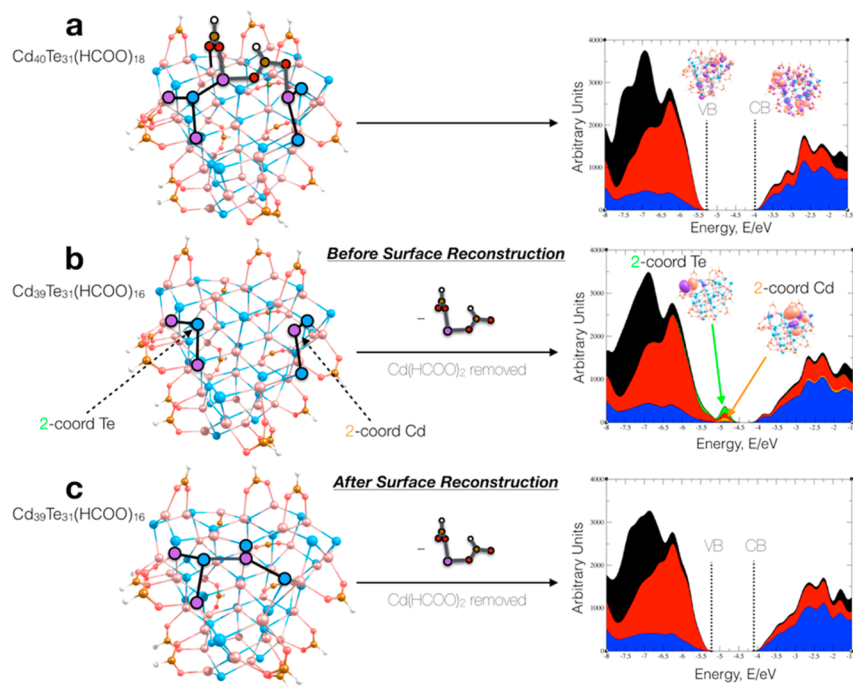 a
Cd40Te31(HCOO)18
Arbitrary Units
4000
3000
2000
1000
0
VB
CB
-8 -7,5 -7 -6,5 -6 -5,5 -5 -4,5 -4 -3,5 -3 -2,5 -2 -1,5
Energy, E/eV
b
Cd39Te31(HCOO)16
Before Surface Reconstruction
–
Cd(HCOO)2 removed
2-coord Te
2-coord Cd
2-coord Te
2-coord Cd
Arbitrary Units
4000
3000
2000
1000
0
-8 -7,5 -7 -6,5 -6 -5,5 -5 -4,5 -4 -3,5 -3 -2,5 -2 -1,5 -1
Energy, E/eV
c
Cd39Te31(HCOO)16
After Surface Reconstruction
–
Cd(HCOO)2 removed
Arbitrary Units
4000
3000
2000
1000
0
VB
CB
-8 -7,5 -7 -6,5 -6 -5,5 -5 -4,5 -4 -3,5 -3 -2,5 -2 -1,5 -1
Energy, E/eV